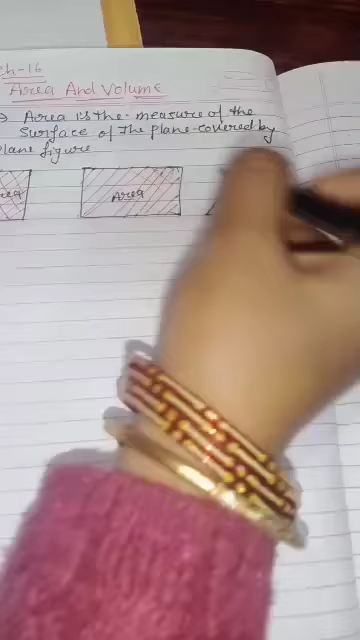 Ch-16
Area And Volume
→ Area is the measure of the
surface of the plane covered by
plane figure
Area
Area